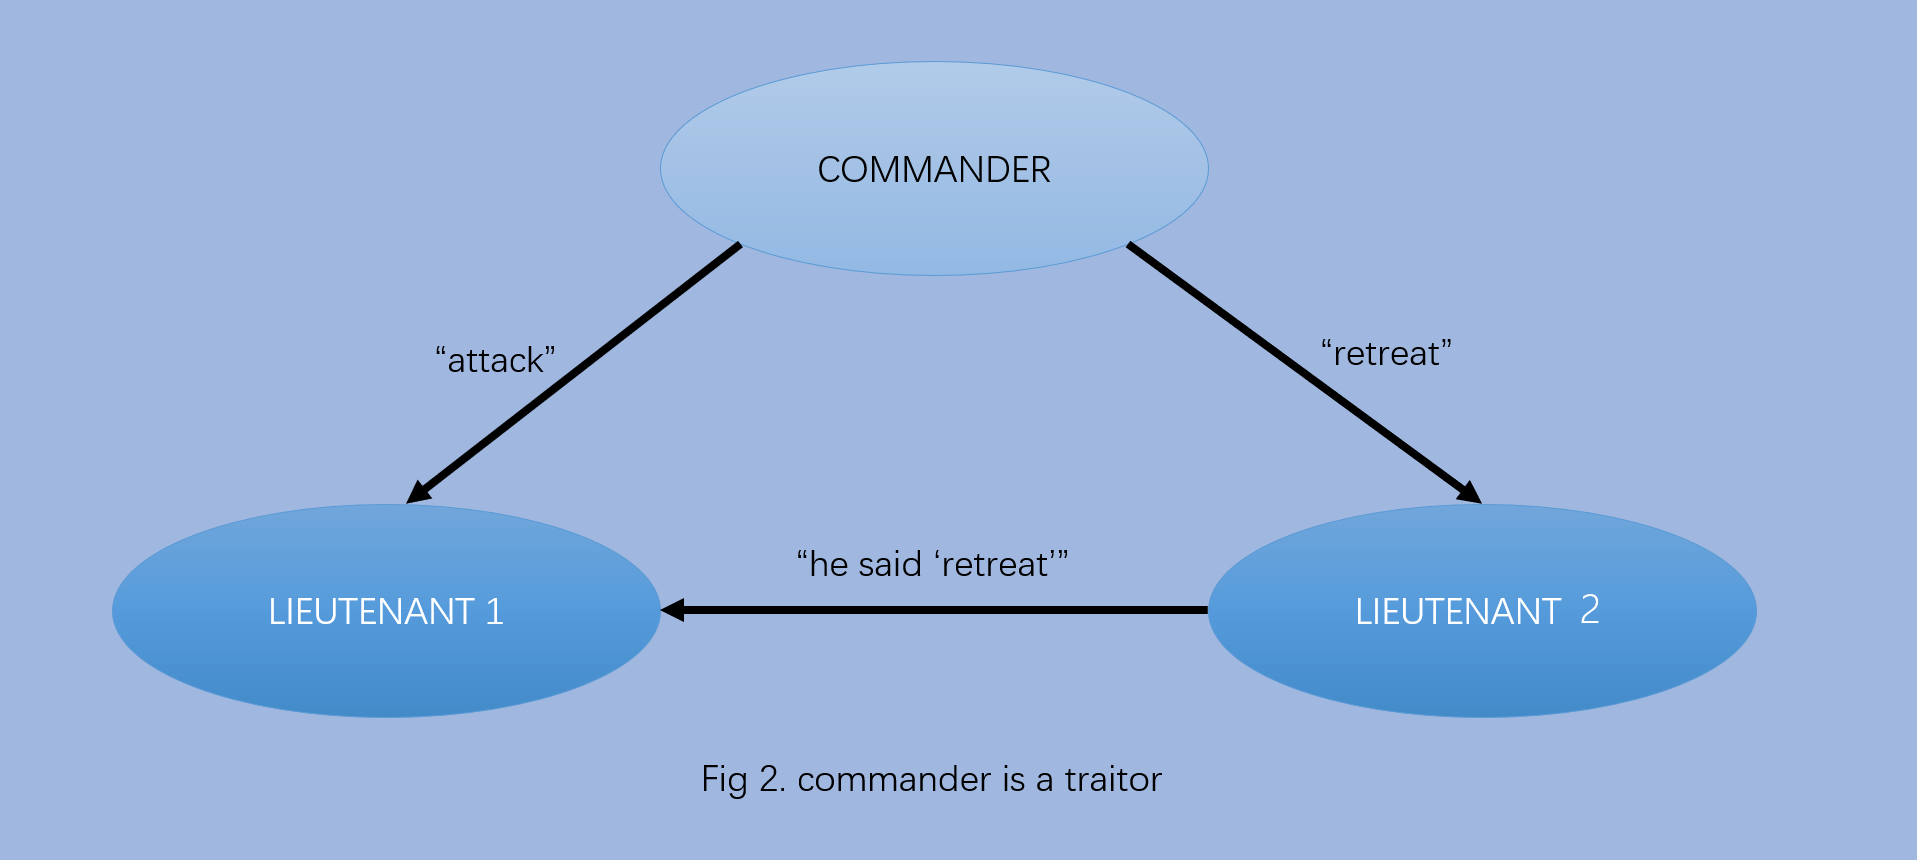 COMMANDER
“attack”
“retreat”
“he said ‘retreat’”
LIEUTENANT 1
LIEUTENANT 2
Fig 2. commander is a traitor